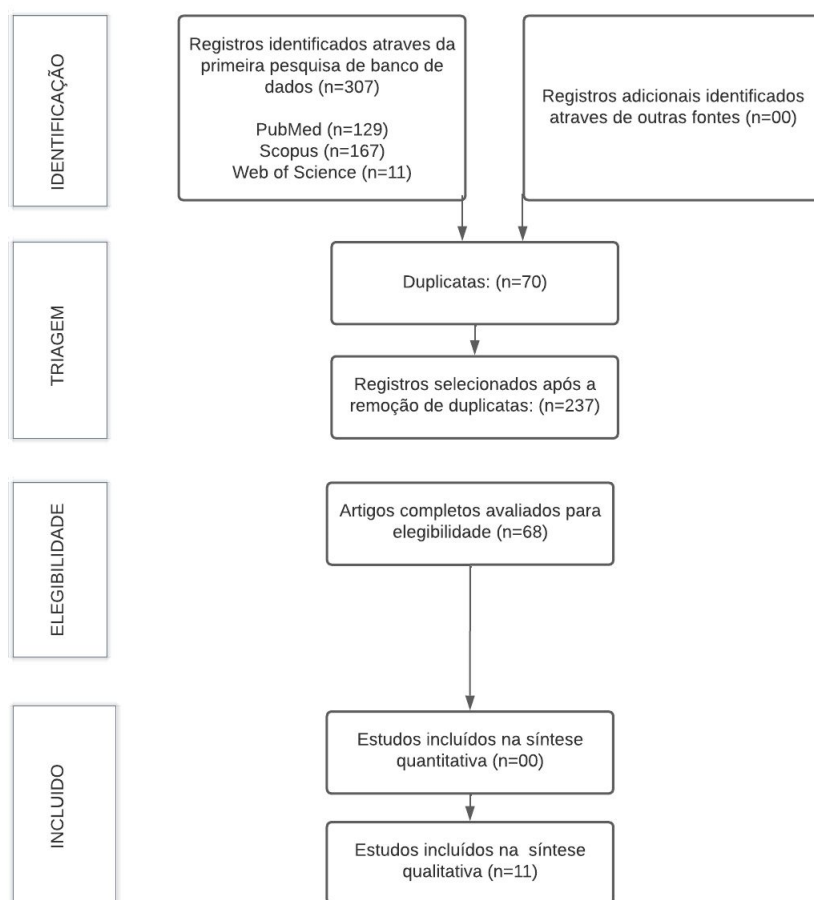 IDENTIFICAÇÃO
Registros identificados atraves da
primeira pesquisa de banco de
dados (n=307)
PubMed (n=129)
Scopus (n=167)
Web of Science (n=11)
Registros adicionais identificados
atraves de outras fontes (n=00)
TRIAGEM
Duplicatas: (n=70)
Registros selecionados após a
remoção de duplicatas: (n=237)
ELEGIBILIDADE
Artigos completos avaliados para
elegibilidade (n=68)
INCLUIDO
Estudos incluídos na síntese
quantitativa (n=00)
Estudos incluídos na síntese
qualitativa (n=11)